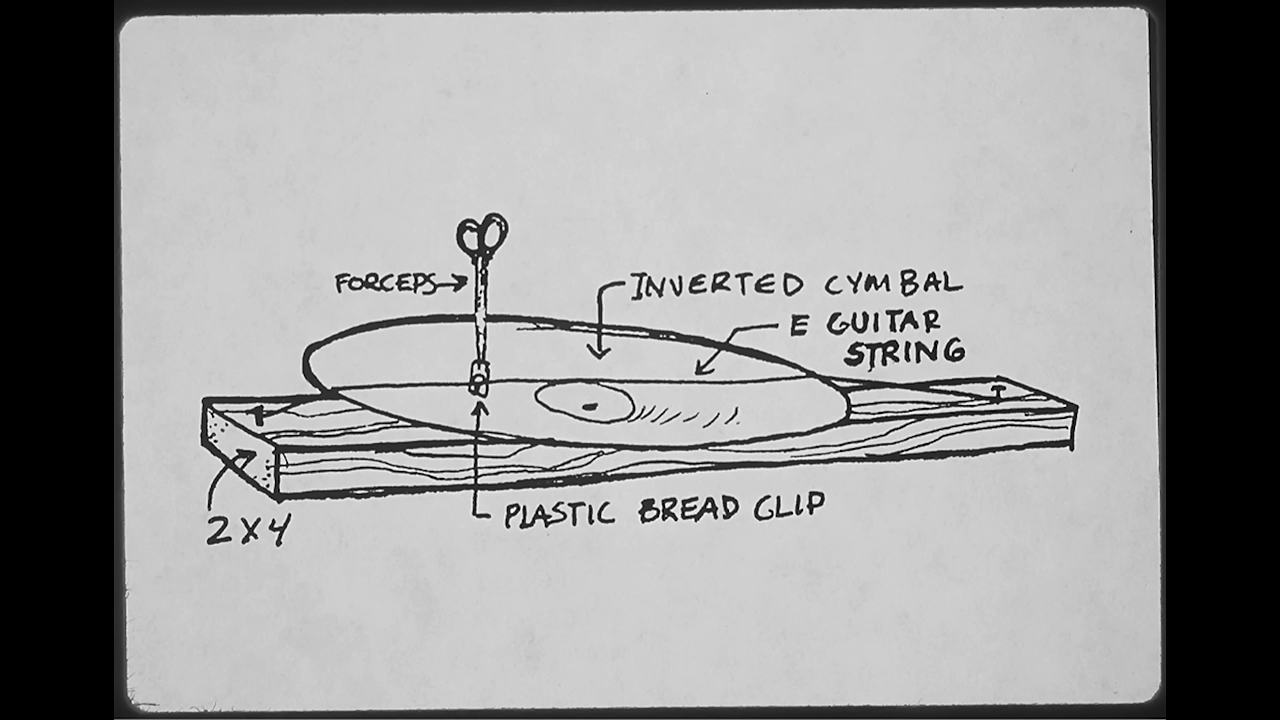 FORCEPS
INVERTED CYMBAL
E GUITAR
STRING
PLASTIC BREAD CLIP
2X4